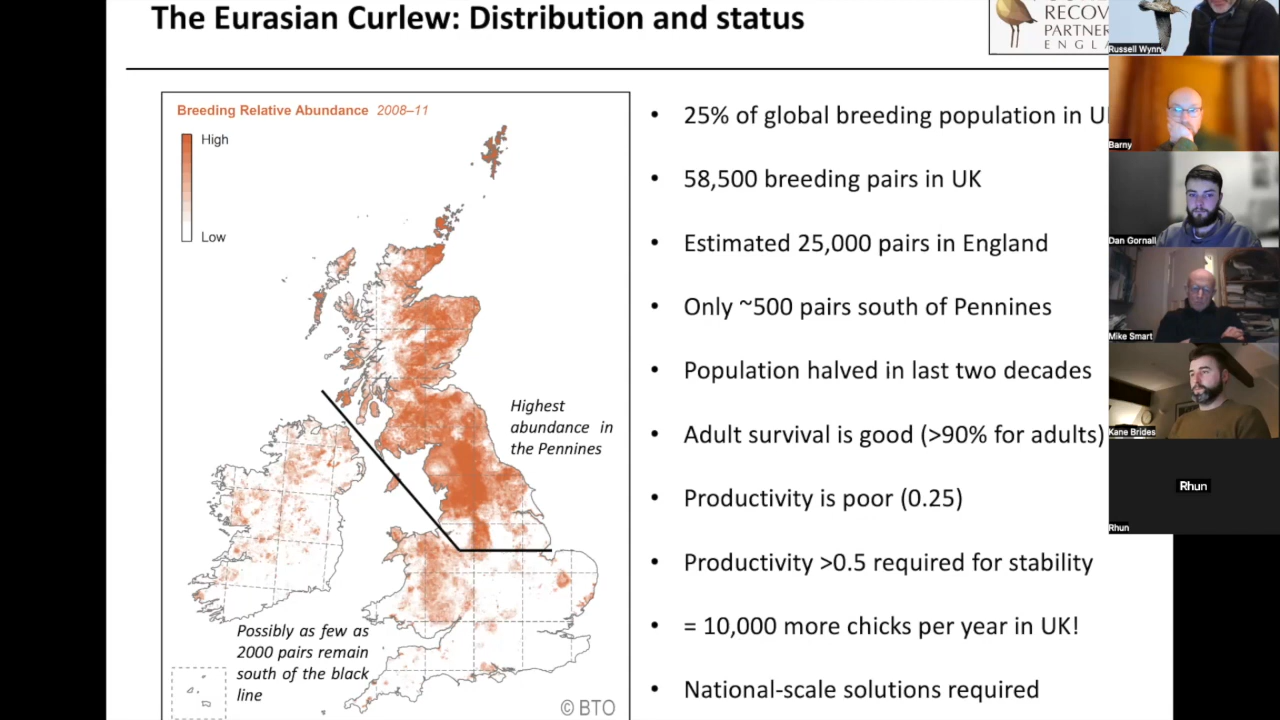 The Eurasian Curlew: Distribution and status
RECOV
PARTNER
ENGLA
Breeding Relative Abundance 2008–11
High
Low
Highest
abundance in
the Pennines
Possibly as few as
2000 pairs remain
south of the black
line
© BTO
• 25% of global breeding population in U
• 58,500 breeding pairs in UK
• Estimated 25,000 pairs in England
• Only ~500 pairs south of Pennines
• Population halved in last two decades
• Adult survival is good (>90% for adults)
• Productivity is poor (0.25)
• Productivity >0.5 required for stability
• = 10,000 more chicks per year in UK!
• National-scale solutions required
Russell Wynn
Barny
Dan Gornall
Mike Smart
Kane Brides
Rhun
Rhun